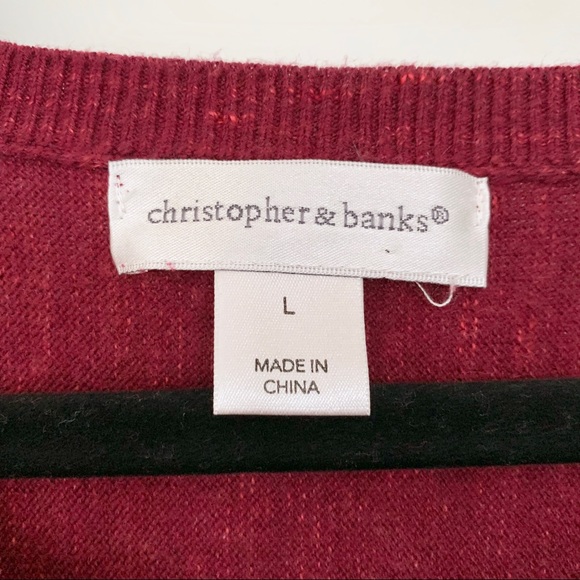 christopher & banks®
L
MADE IN
CHINA